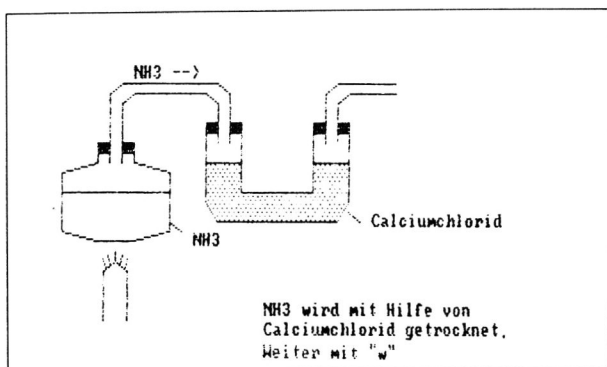 NH3 -->
Calciumchlorid
NH3
NH3 wird mit Hilfe von
Calciumchlorid getrocknet.
Weiter mit "w"